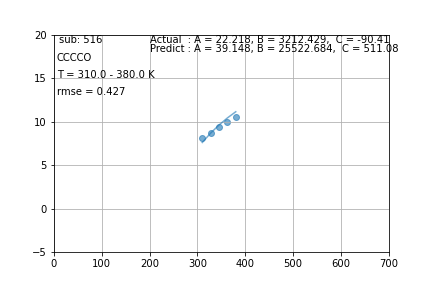 sub: 516
Actual : A = 22.218, B = 3212.429, C = -90.41
Predict : A = 39.148, B = 25522.684, C = 511.08
CCCCO
T = 310.0 - 380.0 K
rmse = 0.427
20
15
10
5
0
−5
0 100 200 300 400 500 600 700